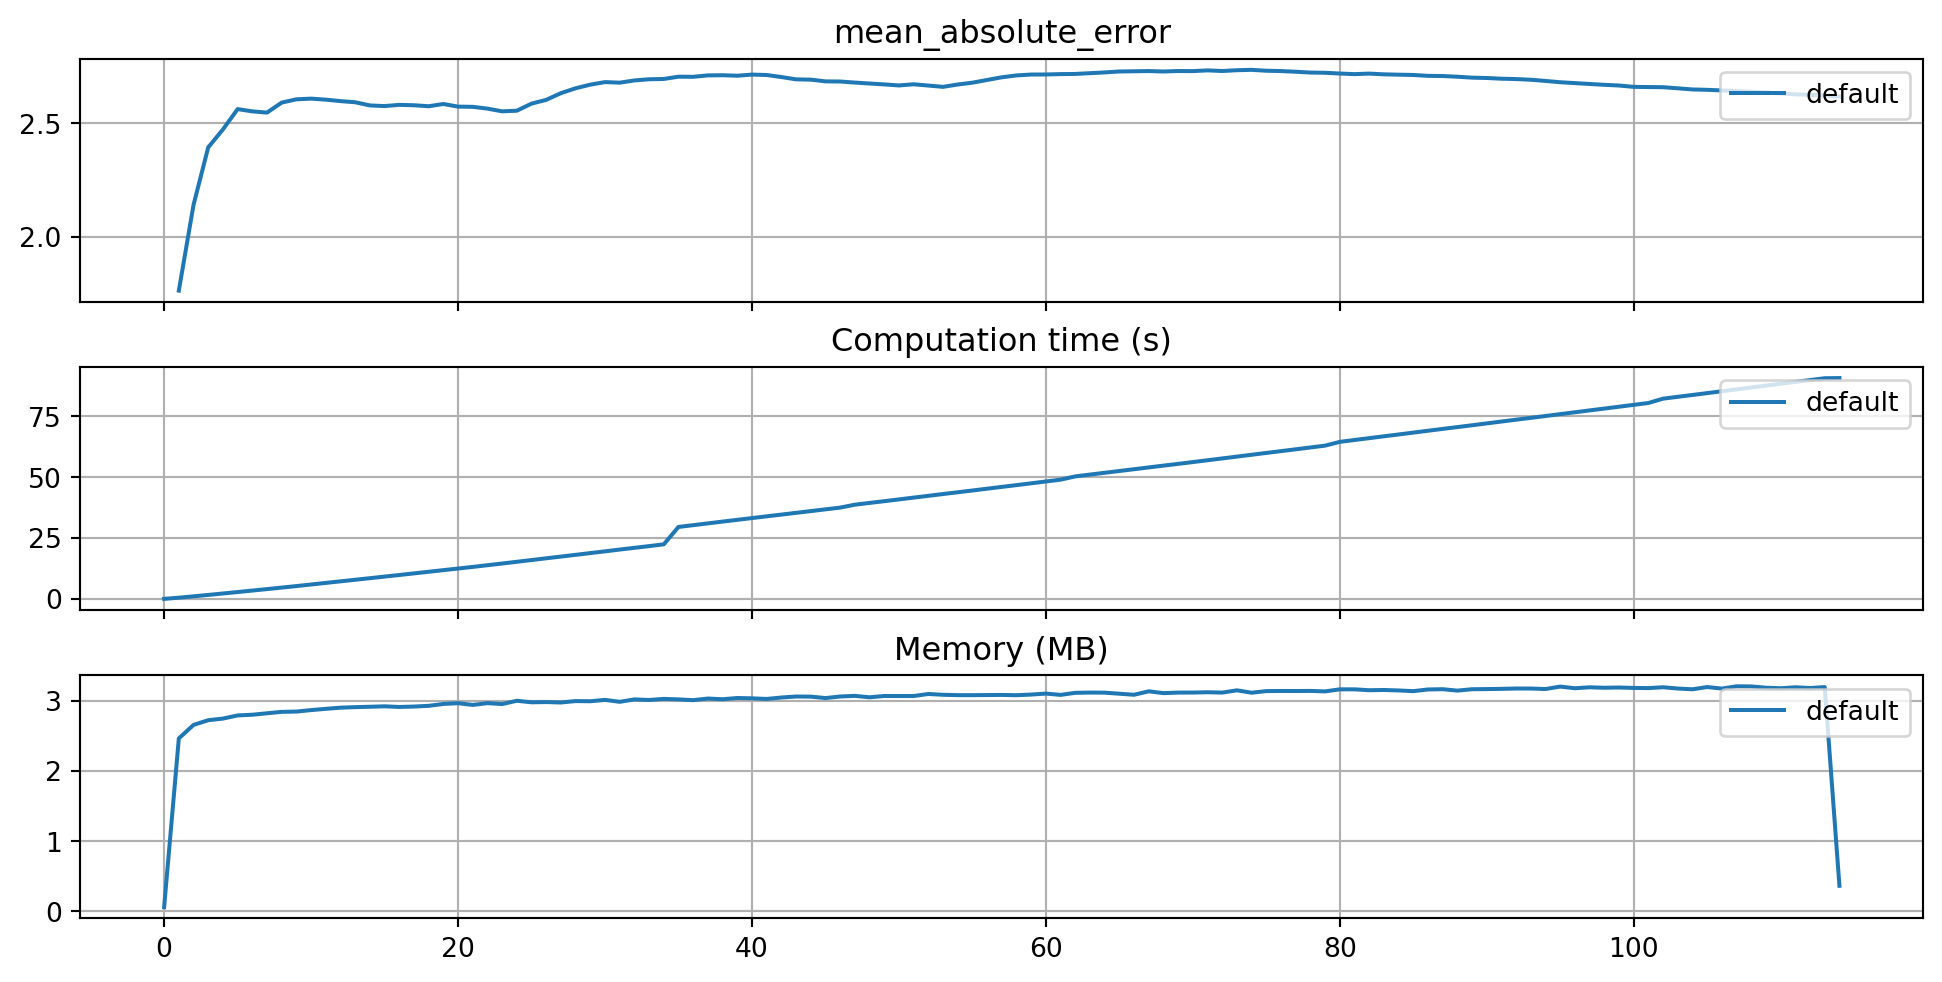 mean_absolute_error
2.5
2.0
default
Computation time (s)
75
50
25
0
default
Memory (MB)
3
2
1
0
default
0 20 40 60 80 100